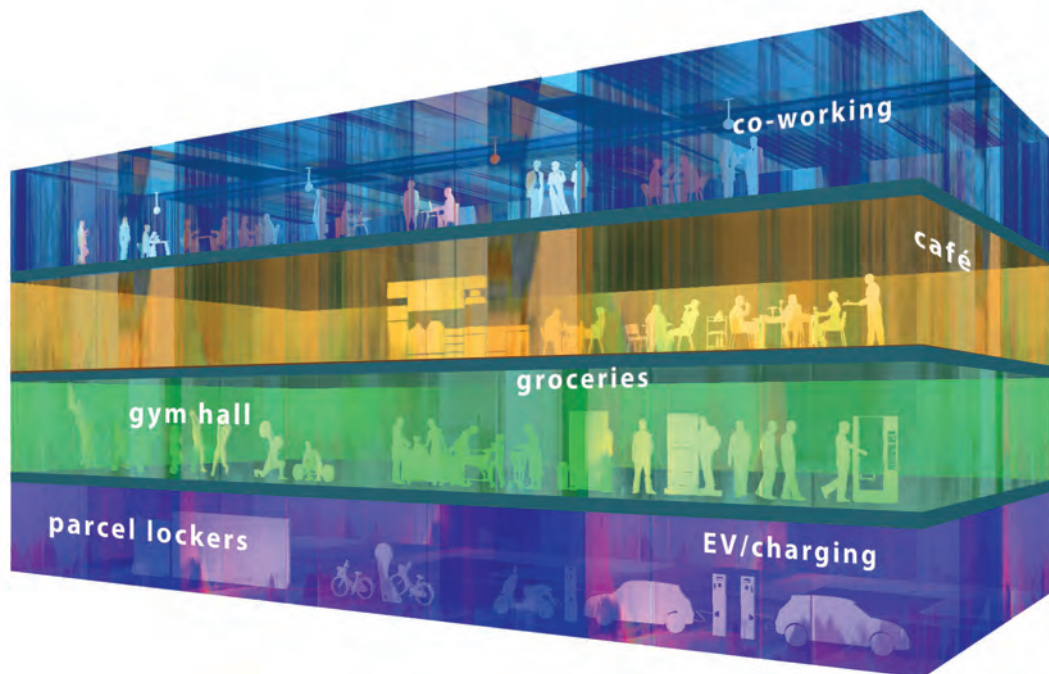 co-working
café
groceries
gym hall
parcel lockers
EV/charging